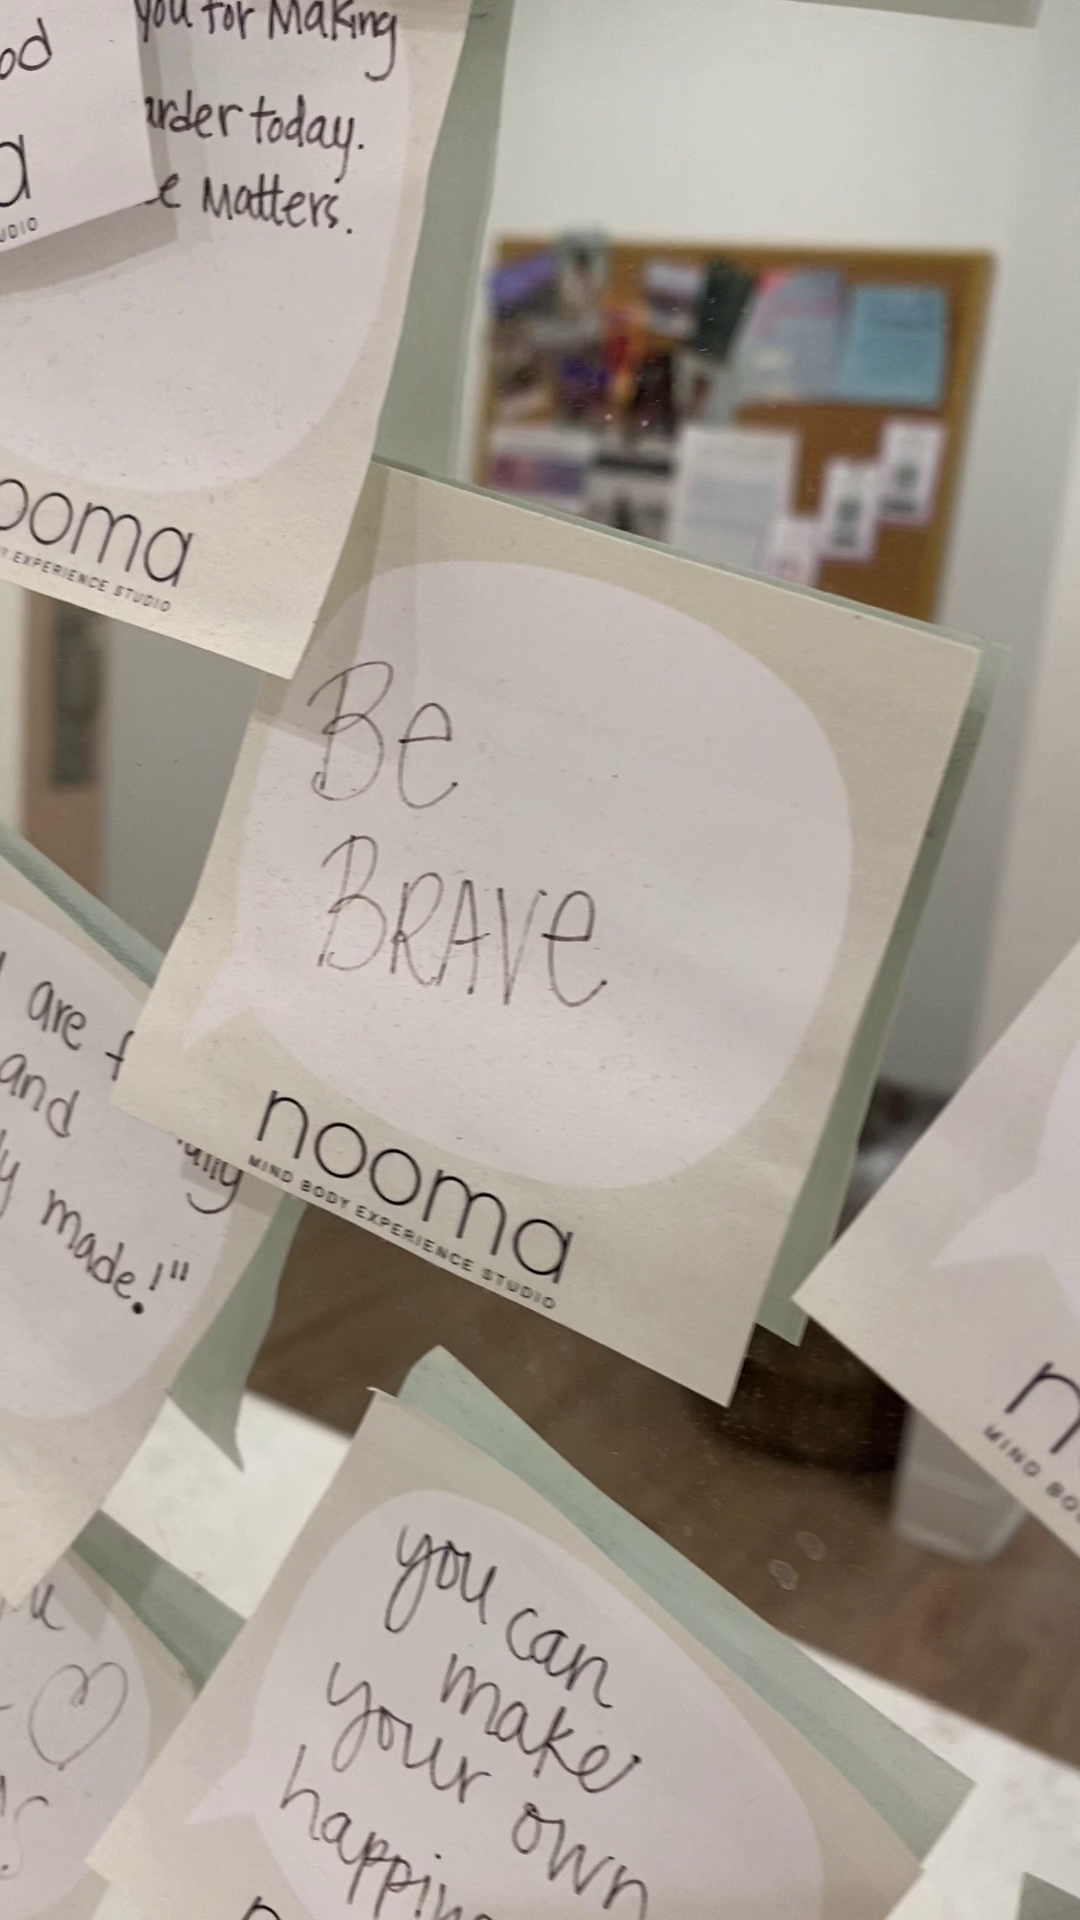 od
you for Making
arder today.
Matters.
ooma
EXPERIENCE STUDIO
Be
BRAVe
nooma
MIND BODY EXPERIENCE STUDIO
are
and
made!"
you can
make
your own
MIND